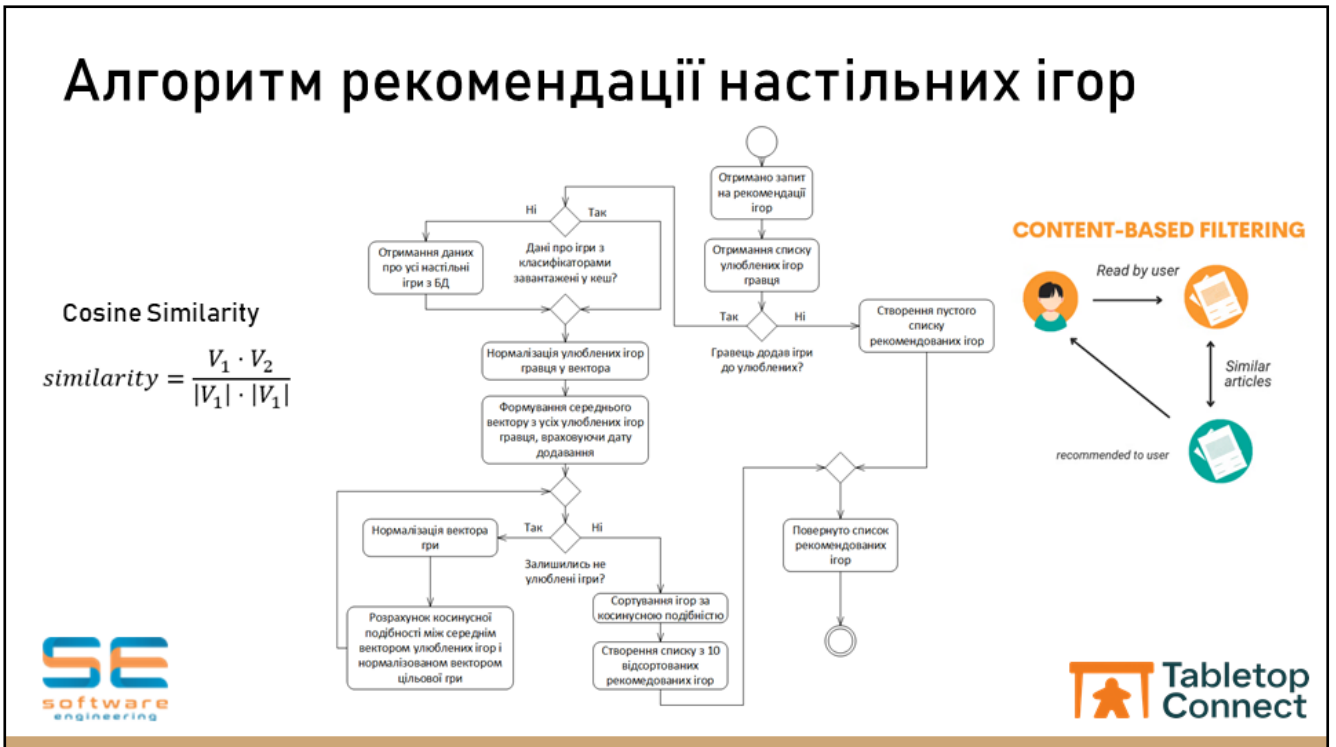 Алгоритм рекомендації настільних ігор
Отримано запит
на рекомендації
ігор
Отримання списку
улюблених ігор
гравця
Так
Ні
Гравець додав ігри
до улюблених?
Створення пустого
списку
рекомендованих ігор
Ні
Так
Дані про ігри з
класифікаторами
завантажені у кеш?
Отримання даних
про усі настільні
ігри з БД
Нормалізація улюблених ігор
гравця у вектора
Формування середнього
вектору з усіх улюблених ігор
гравця, враховуючи дату
додавання
Так
Ні
Залишились не
улюблені ігри?
Нормалізація вектора
гри
Розрахунок косинусної
подібності між середнім
вектором улюблених ігор і
нормалізованом вектором
цільової гри
Сортування ігор за
косинусною подібністю
Створення списку з 10
відсортованих
рекомедованих ігор
Повернуто список
рекомендованих
ігор
Cosine Similarity
similarity = V₁ · V₂ / |V₁| · |V₁|
CONTENT-BASED FILTERING
Read by user
Similar
articles
recommended to user
SE
software
engineering
Tabletop
Connect